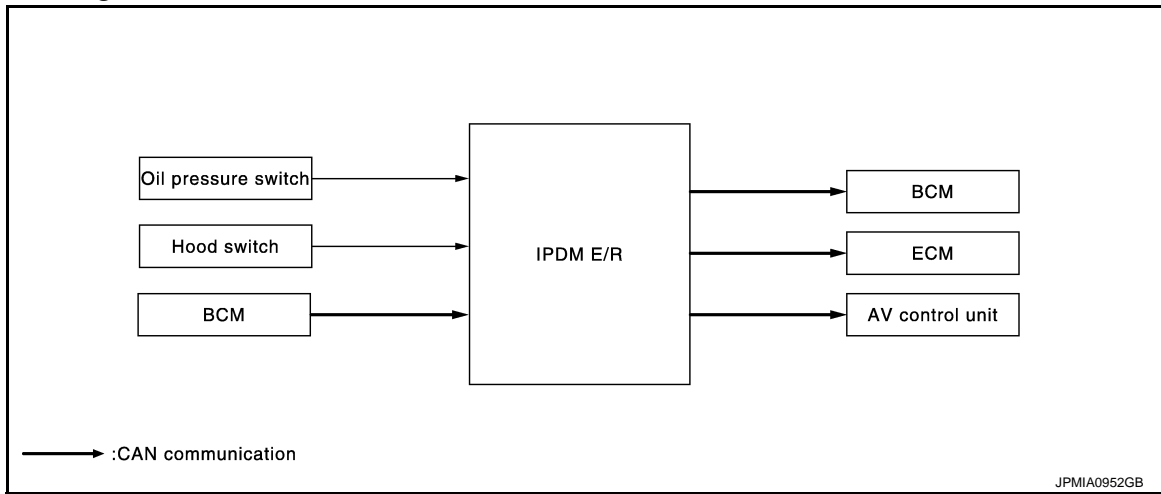 Oil pressure switch
Hood switch
BCM
IPDM E/R
BCM
ECM
AV control unit
:CAN communication
JPMIA0952GB